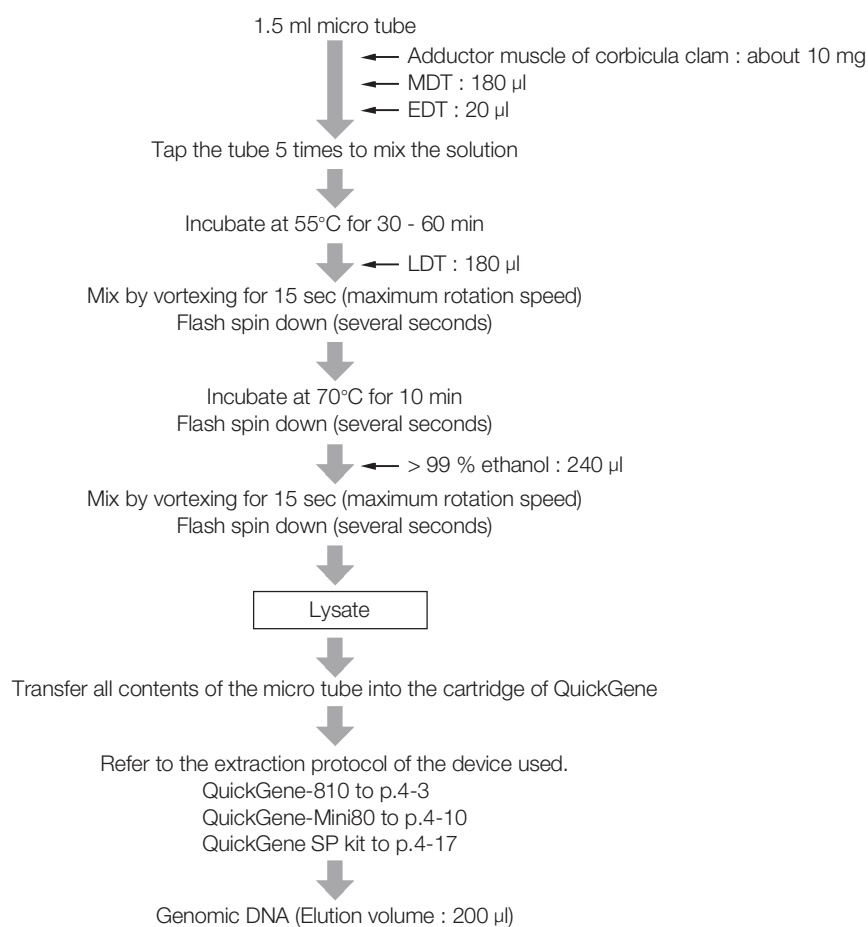 1.5 ml micro tube
Adductor muscle of corbicula clam : about 10 mg
MDT : 180 µl
EDT : 20 µl
Tap the tube 5 times to mix the solution
Incubate at 55°C for 30 - 60 min
LDT : 180 µl
Mix by vortexing for 15 sec (maximum rotation speed)
Flash spin down (several seconds)
Incubate at 70°C for 10 min
Flash spin down (several seconds)
> 99 % ethanol : 240 µl
Mix by vortexing for 15 sec (maximum rotation speed)
Flash spin down (several seconds)
Lysate
Transfer all contents of the micro tube into the cartridge of QuickGene
Refer to the extraction protocol of the device used.
QuickGene-810 to p.4-3
QuickGene-Mini80 to p.4-10
QuickGene SP kit to p.4-17
Genomic DNA (Elution volume : 200 µl)